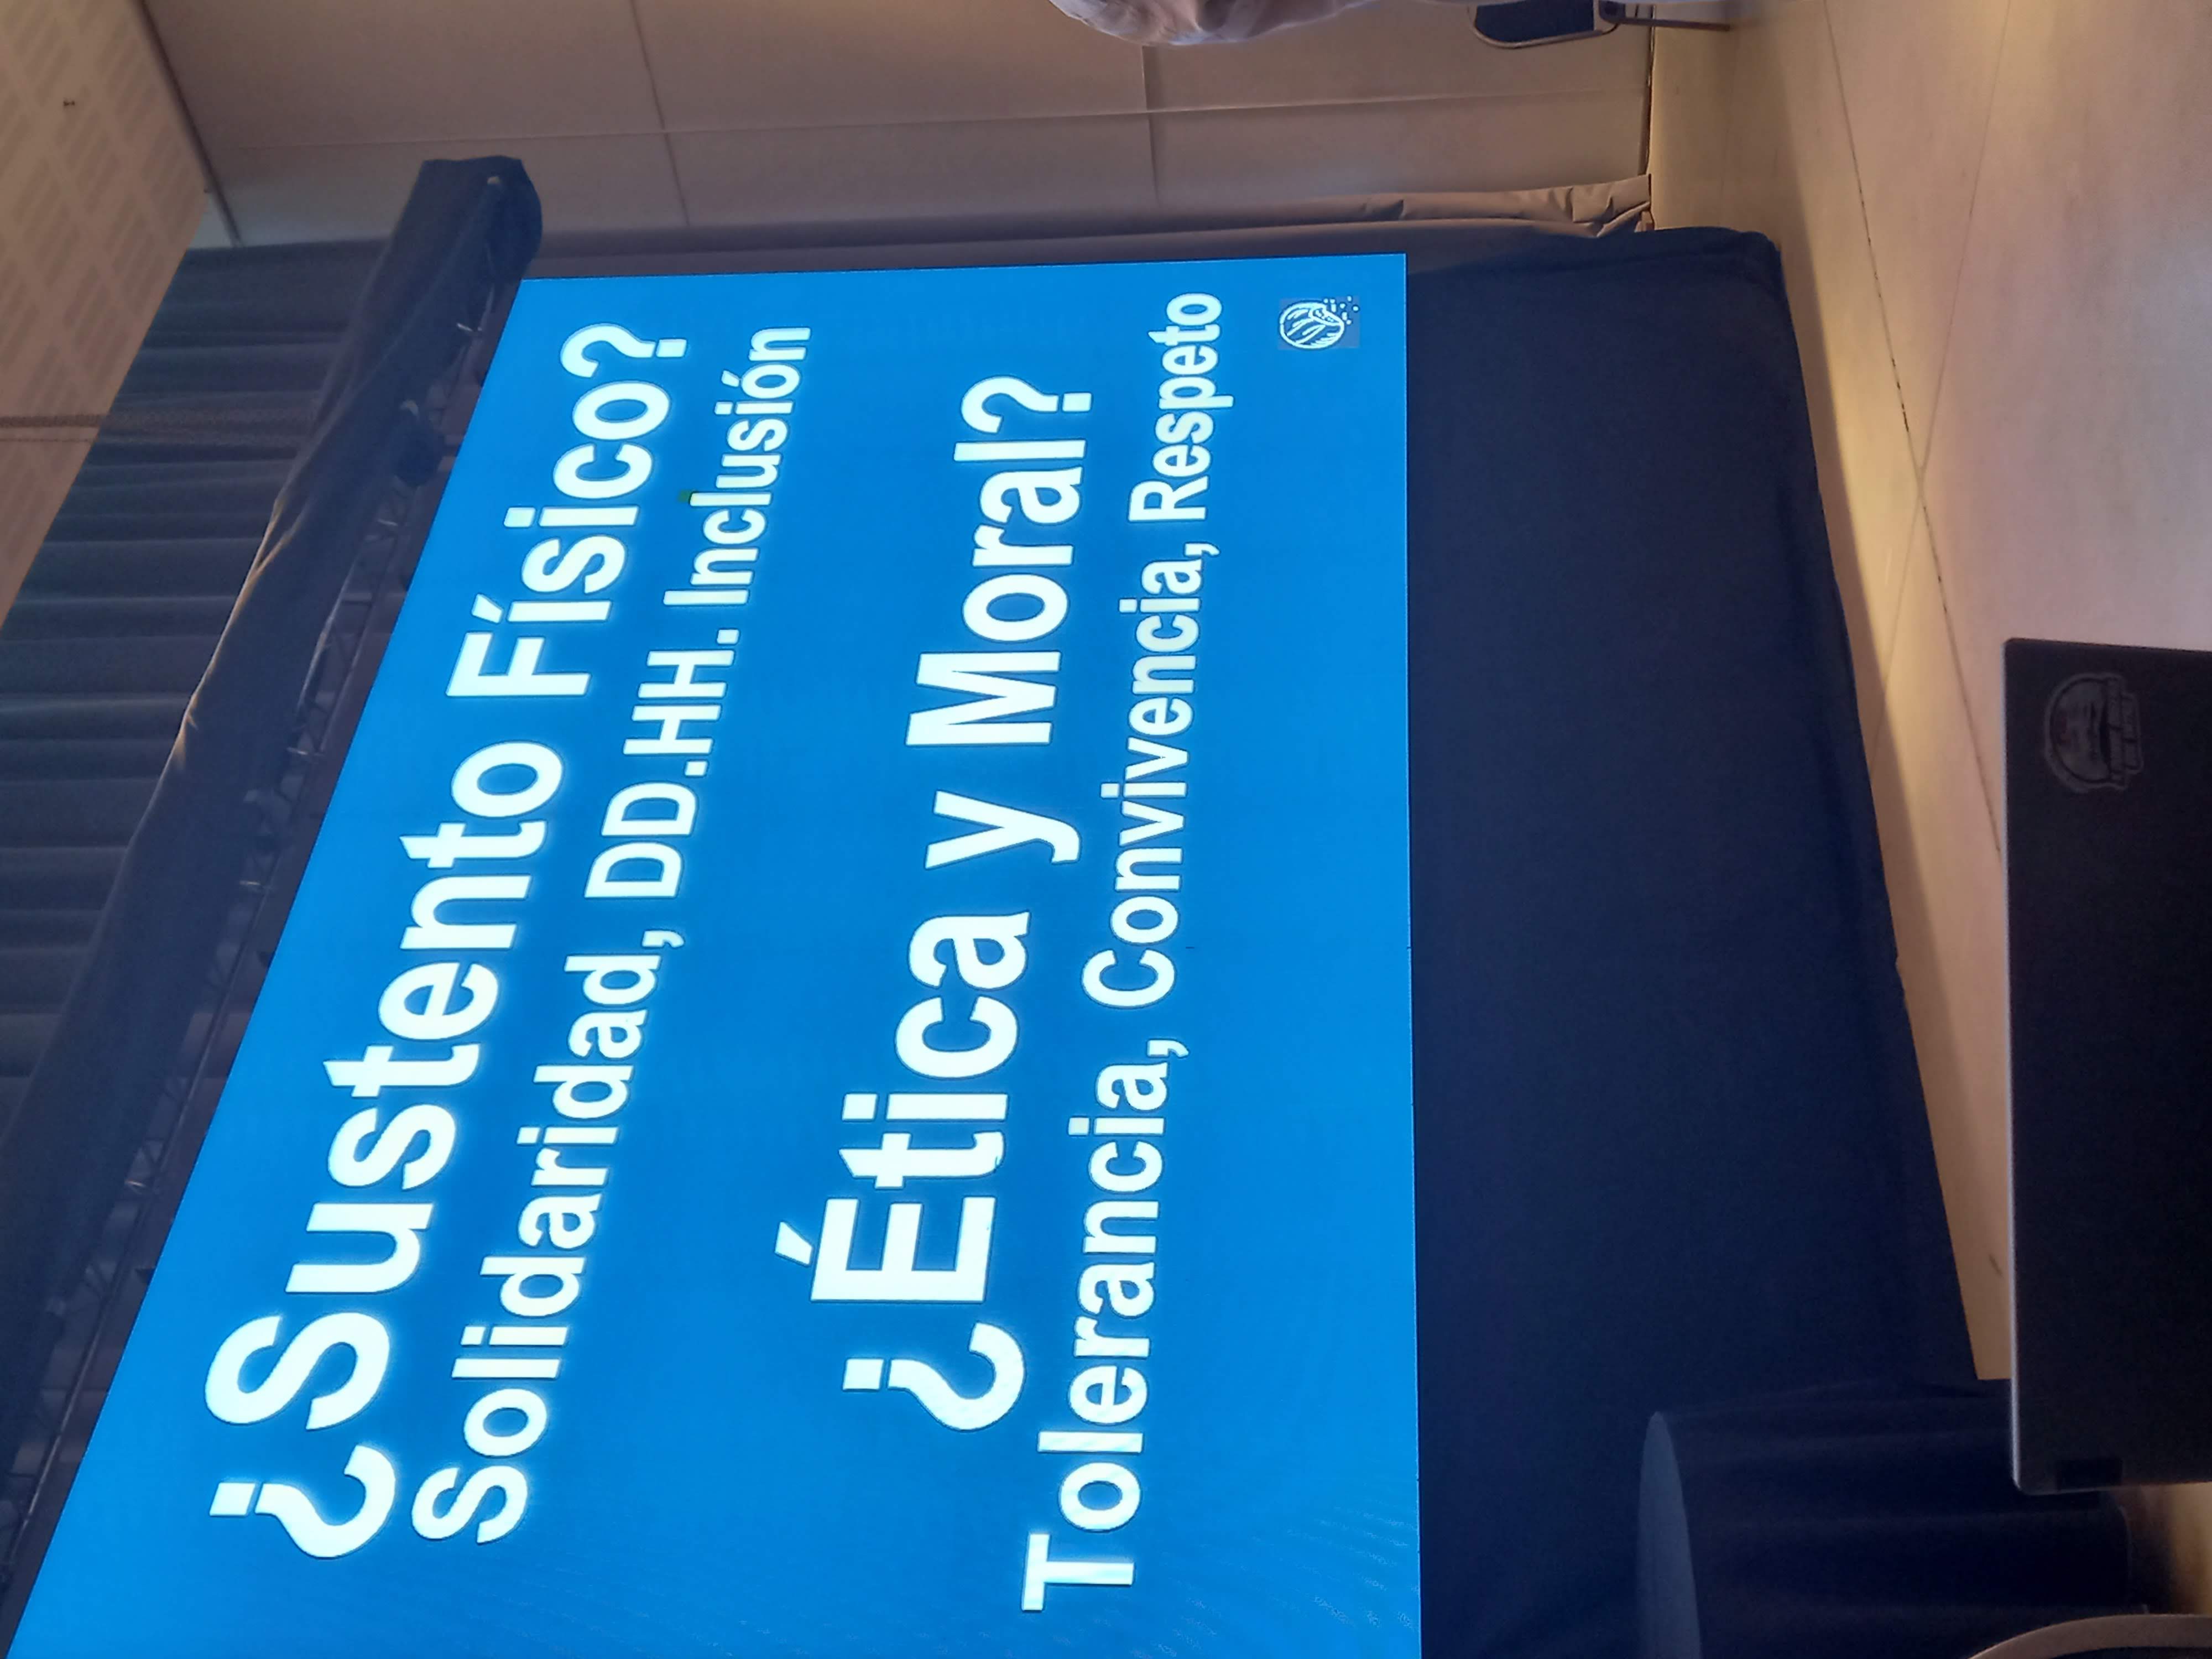 ¿Sustento Físico?
Solidaridad, DD.HH. Inclusión
¿Ética y Moral?
Tolerancia, Convivencia, Respeto